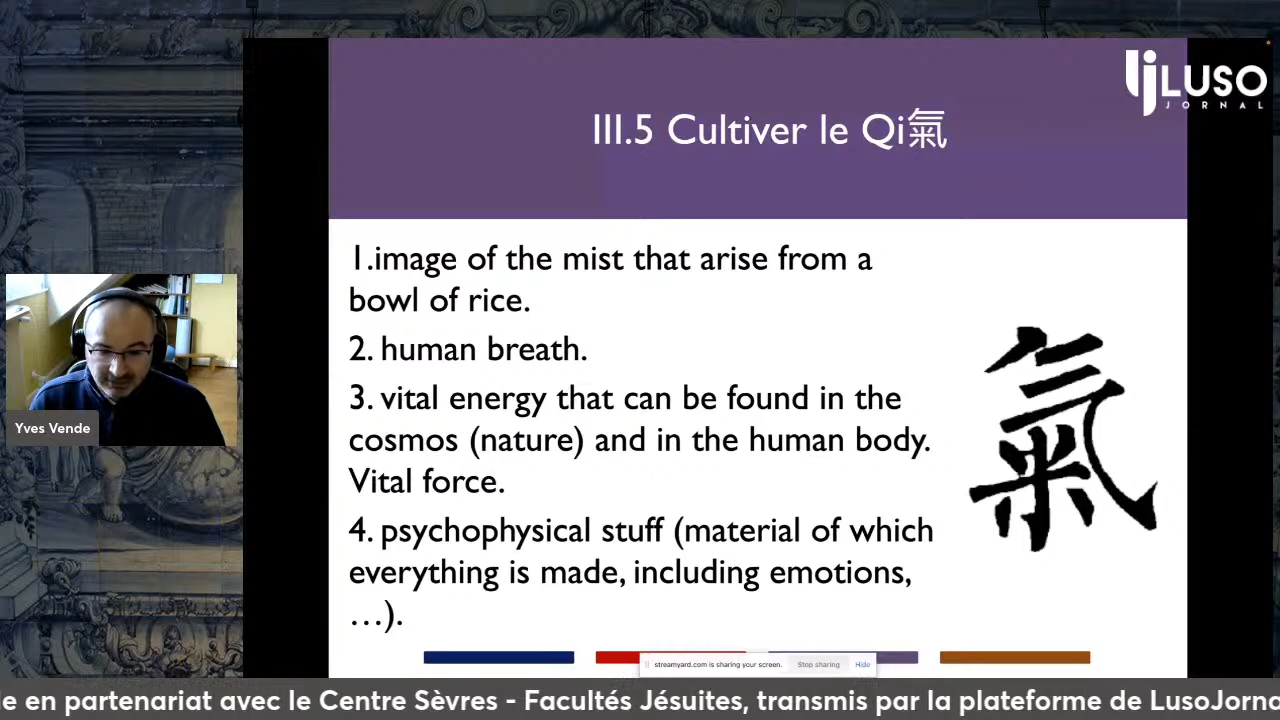 LUSO
JORNAL
III.5 Cultiver le Qi氣
1.image of the mist that arise from a
bowl of rice.
2. human breath.
3. vital energy that can be found in the
cosmos (nature) and in the human body.
Vital force.
4. psychophysical stuff (material of which
everything is made, including emotions,
…).
氣
Yves Vende
streamyard.com is sharing your screen. Stop sharing Hide
e en partenariat avec le Centre Sèvres - Facultés Jésuites, transmis par la plateforme de LusoJorna